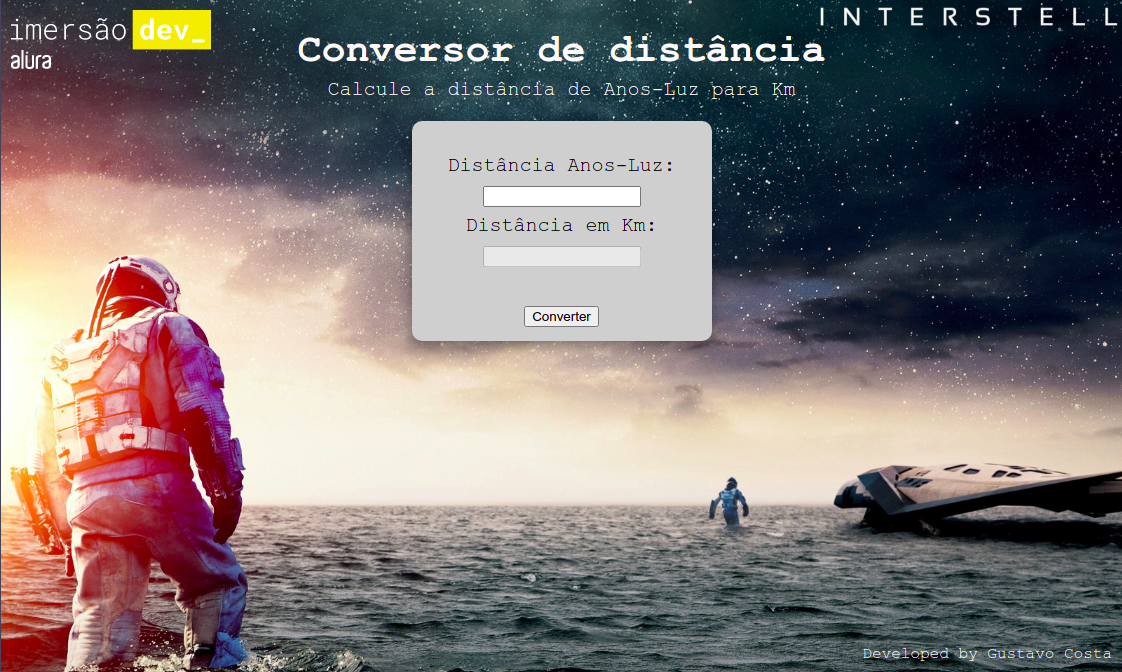 imersão dev_
alura
INTERSTELL
Conversor de distância
Calcule a distância de Anos-Luz para Km
Distância Anos-Luz:
Distância em Km:
Converter
Developed by Gustavo Costa